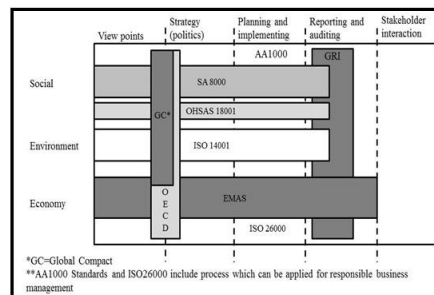 View points
Strategy (politics)
Planning and implementing
Reporting and auditing
Stakeholder interaction
AA1000
GRI
Social
SA 8000
GC*
OHSAS 18001
Environment
ISO 14001
Economy
OECD
EMAS
ISO 26000
*GC=Global Compact
**AA1000 Standards and ISO26000 include process which can be applied for responsible business
management